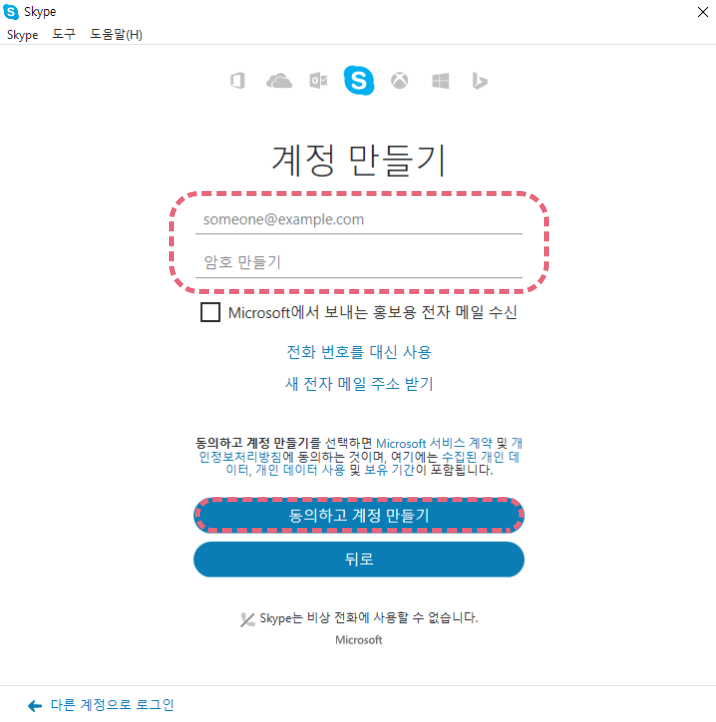 Skype
Skype 도구 도움말(H)
계정 만들기
someone@example.com
암호 만들기
Microsoft에서 보내는 홍보용 전자 메일 수신
전화 번호를 대신 사용
새 전자 메일 주소 받기
동의하고 계정 만들기를 선택하면 Microsoft 서비스 계약 및 개
인정보처리방침에 동의하는 것이며, 여기에는 수집된 개인 데
이터, 개인 데이터 사용 및 보유 기간이 포함됩니다.
동의하고 계정 만들기
뒤로
Skype는 비상 전화에 사용할 수 없습니다.
Microsoft
다른 계정으로 로그인